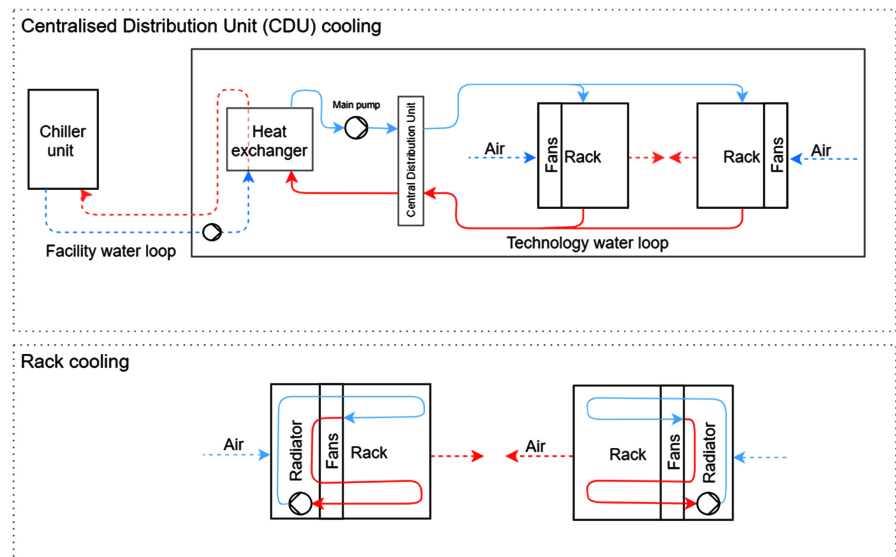 Centralised Distribution Unit (CDU) cooling
Chiller
unit
Heat
exchanger
Main pump
Central Distribution Unit
Air
Fans
Rack
Rack
Fans
Air
Facility water loop
Technology water loop
Rack cooling
Air
Radiator
Fans
Rack
Air
Rack
Fans
Radiator